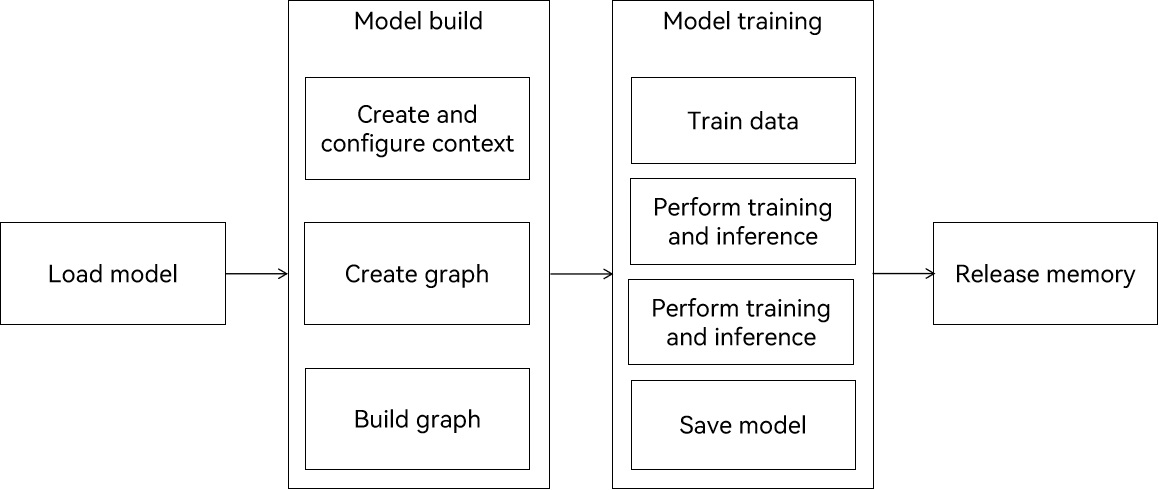 Load model
Model build
Create and
configure context
Create graph
Build graph
Model training
Train data
Perform training
and inference
Perform training
and inference
Save model
Release memory